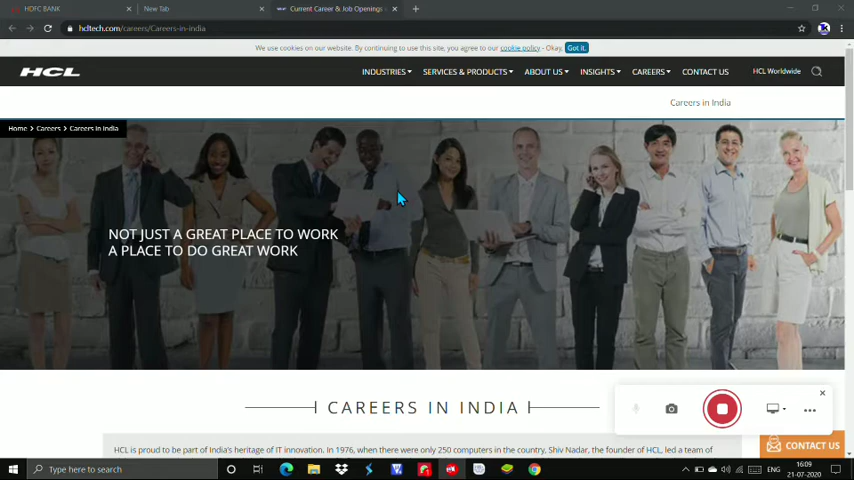 HDFC BANK
New Tab
Current Career & Job Openings
hcltech.com/careers/Careers-in-india
We use cookies on our website. By continuing to use this site, you agree to our cookie policy - Okay, Got it.
HCL
INDUSTRIES SERVICES & PRODUCTS ABOUT US INSIGHTS CAREERS CONTACT US HCL Worldwide
Careers in India
Home > Careers > Careers in india
NOT JUST A GREAT PLACE TO WORK
A PLACE TO DO GREAT WORK
CAREERS IN INDIA
CONTACT US
HCL is proud to be part of India's heritage of IT innovation. In 1976, when there were only 250 computers in the country, Shiv Nadar, the founder of HCL, led a team of
Type here to search
ENG
16:09
21-07-2020